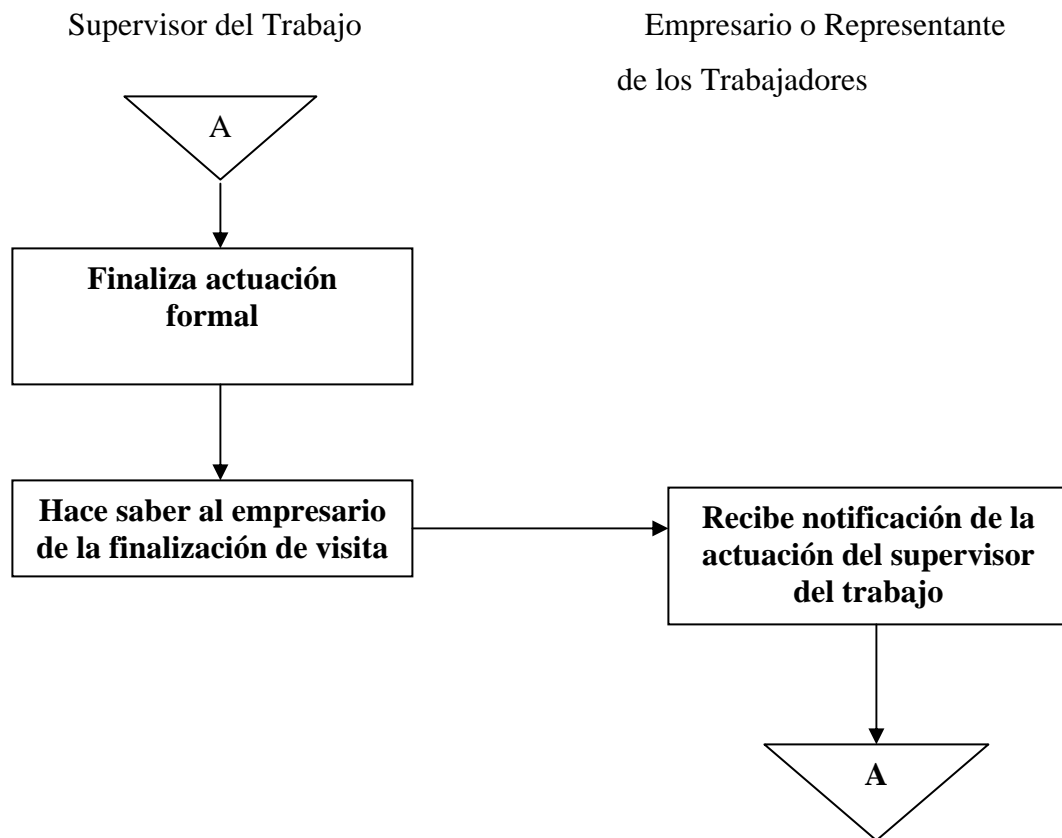 Supervisor del Trabajo
Empresario o Representante
de los Trabajadores
A
Finaliza actuación
formal
Hace saber al empresario
de la finalización de visita
Recibe notificación de la
actuación del supervisor
del trabajo
A